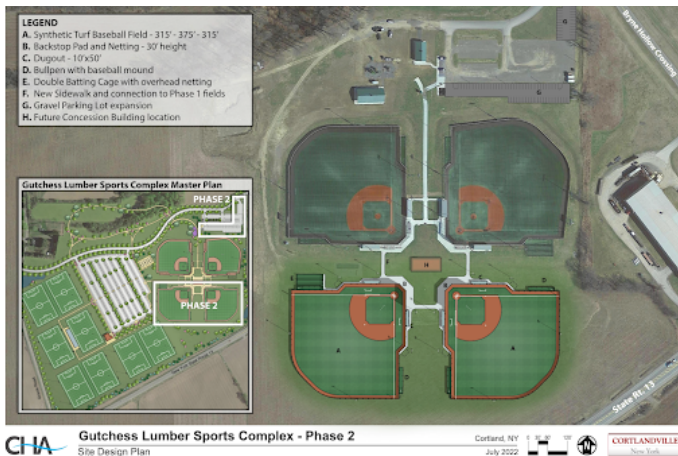 LEGEND
A. Synthetic Turf Baseball Field - 315' - 375' - 315'
B. Backstop Pad and Netting - 30' height
C. Dugout - 10'x50'
D. Bullpen with baseball mound
E. Double Batting Cage with overhead netting
F. New Sidewalk and connection to Phase 1 fields
G. Gravel Parking Lot expansion
H. Future Concession Building location
G
Bryne Hollow Crossing
G
Gutchess Lumber Sports Complex Master Plan
PHASE 2
PHASE 2
H
E
C
D
A
A
D
State Rt. 13
CHA
Gutchess Lumber Sports Complex - Phase 2
Site Design Plan
Cortland, NY
July 2022
CORTLANDVILLE
New York